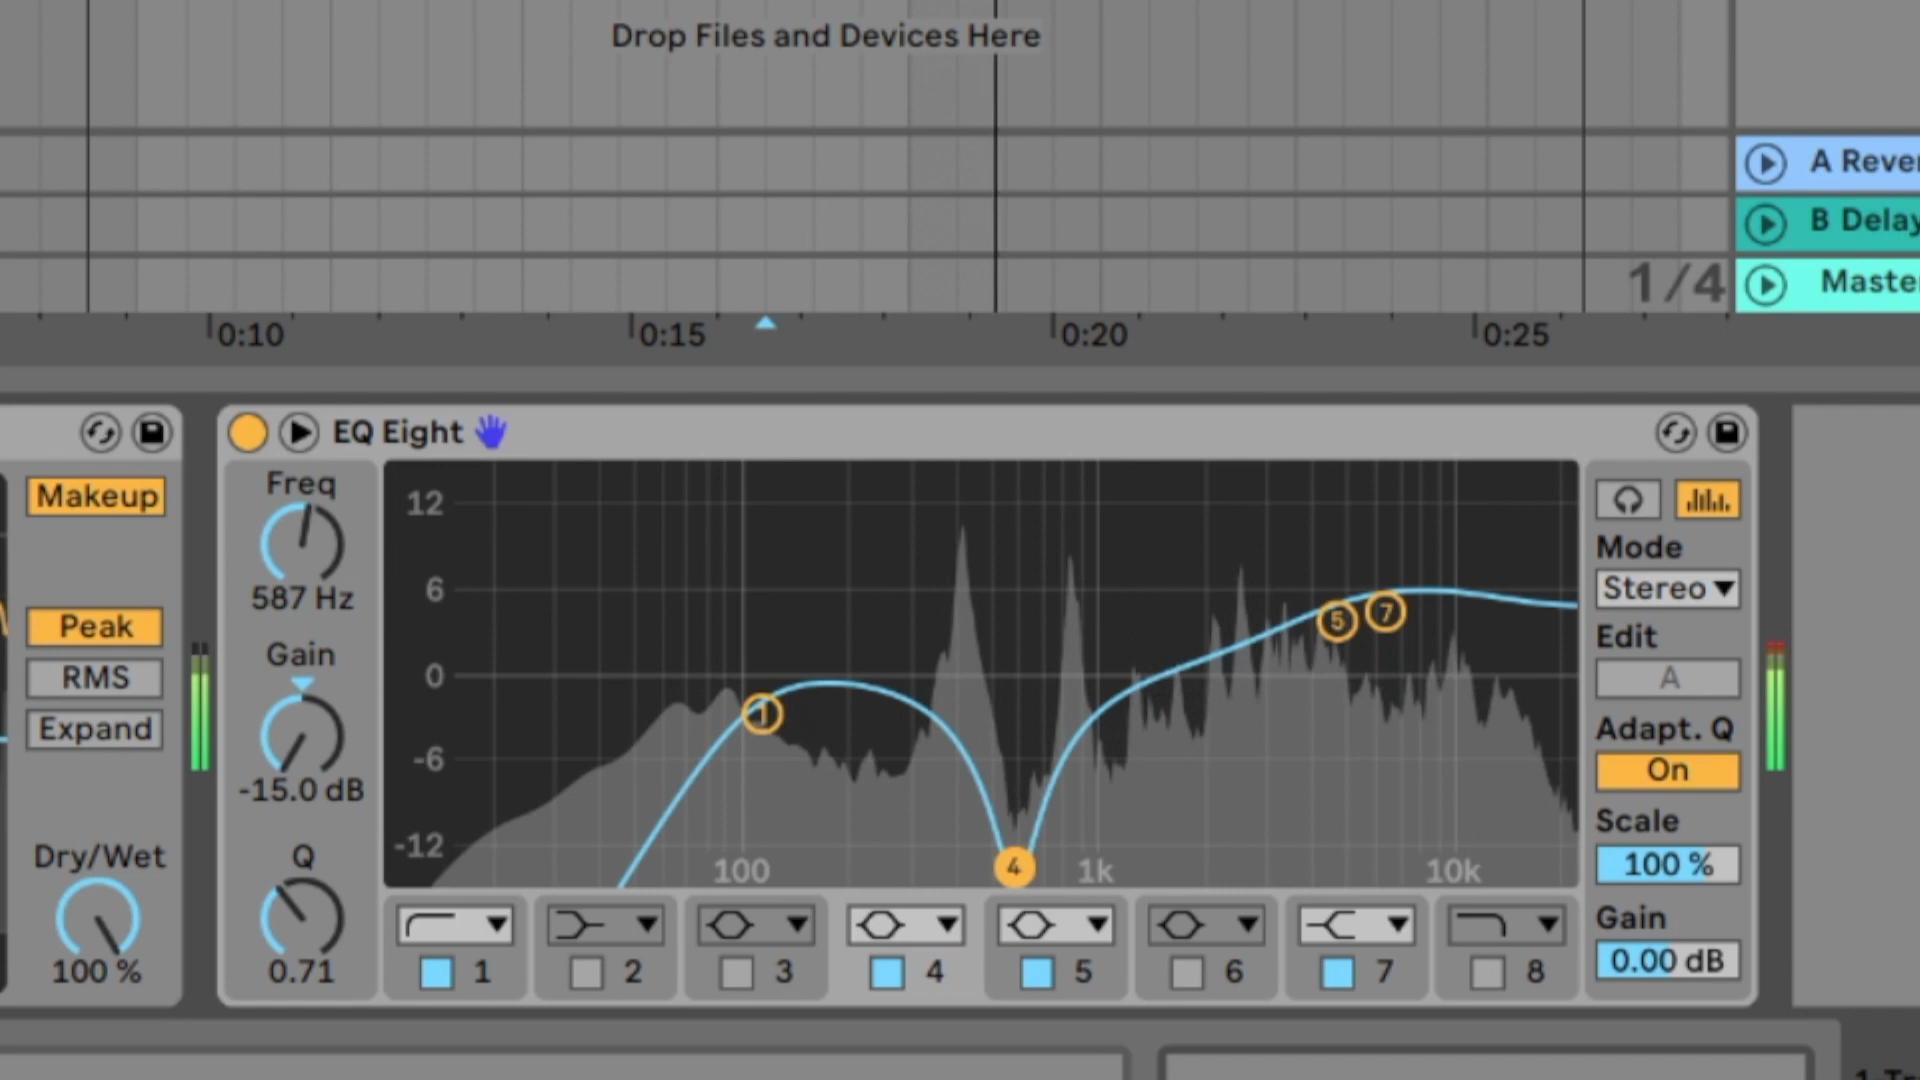 Drop Files and Devices Here
A Rever
B Delay
1/4
Master
0:10
0:15
0:20
0:25
EQ Eight
Makeup
Peak
RMS
Expand
Dry/Wet
100 %
Freq
587 Hz
Gain
-15.0 dB
Q
0.71
12
6
0
-6
-12
100
1k
10k
1
4
5
7
1
2
3
4
5
6
7
8
Mode
Stereo
Edit
A
Adapt. Q
On
Scale
100 %
Gain
0.00 dB